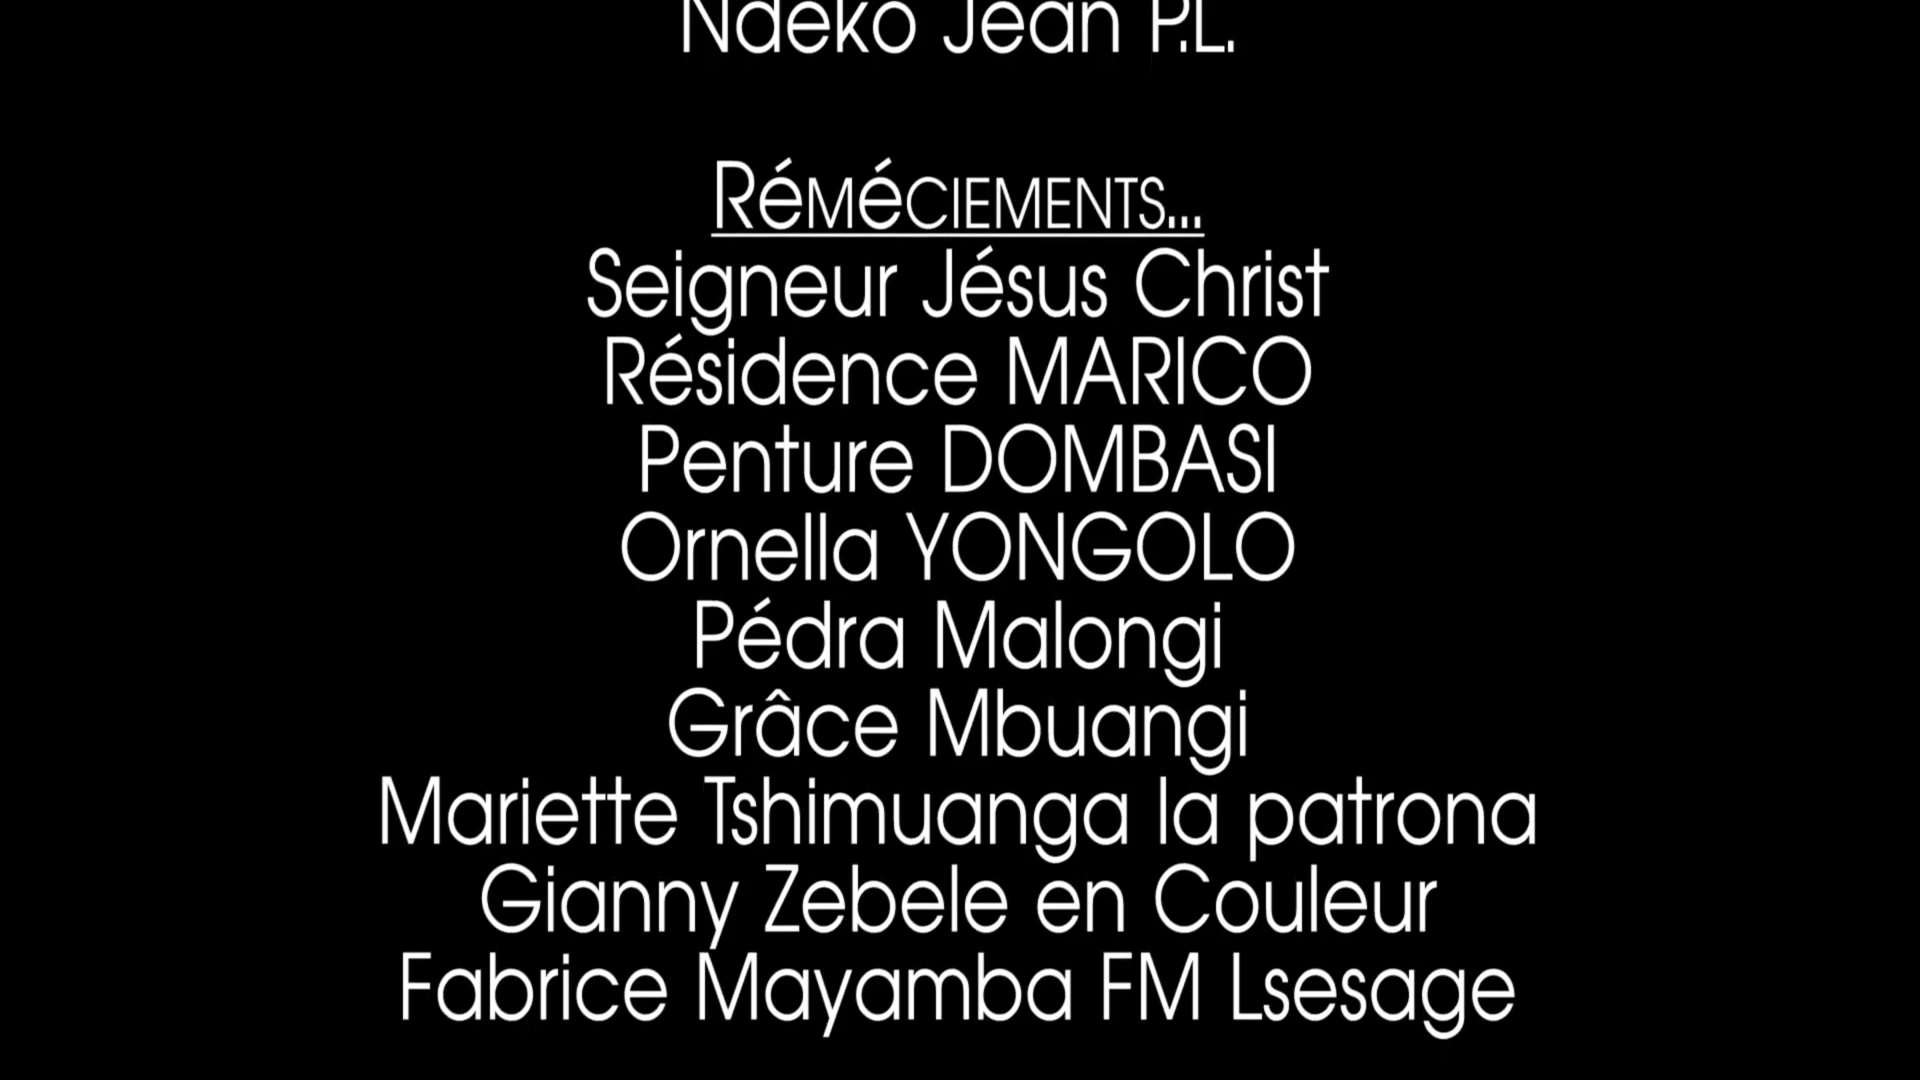 Ndeko Jean P.L.
RéMéCIEMENTS...
Seigneur Jésus Christ
Résidence MARICO
Penture DOMBASI
Ornella YONGOLO
Pédra Malongi
Grâce Mbuangi
Mariette Tshimuanga la patrona
Gianny Zebele en Couleur
Fabrice Mayamba FM Lsesage